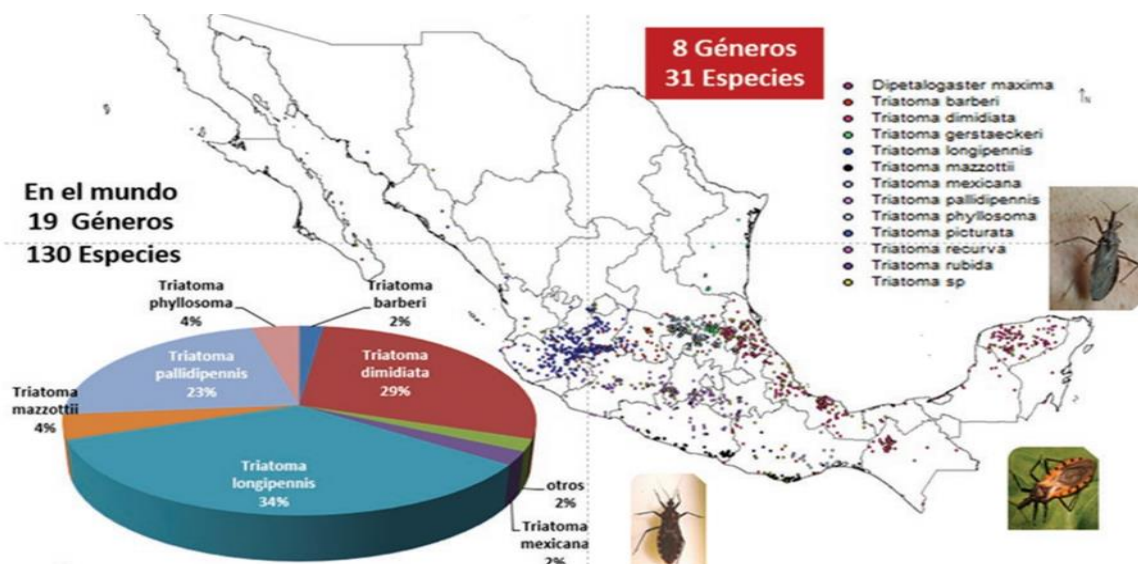 8 Géneros
31 Especies
Dipetalogaster maxima
Triatoma barberi
Triatoma dimidiata
Triatoma gerstaeckeri
Triatoma longipennis
Triatoma mazzottii
Triatoma mexicana
Triatoma pallidipennis
Triatoma phyllosoma
Triatoma picturata
Triatoma recurva
Triatoma rubida
Triatoma sp
N
En el mundo
19 Géneros
130 Especies
Triatoma
phyllosoma
4%
Triatoma
barberi
2%
Triatoma
dimidiata
29%
Triatoma
pallidipennis
23%
Triatoma
mazzottii
4%
Triatoma
longipennis
34%
otros
2%
Triatoma
mexicana
2%